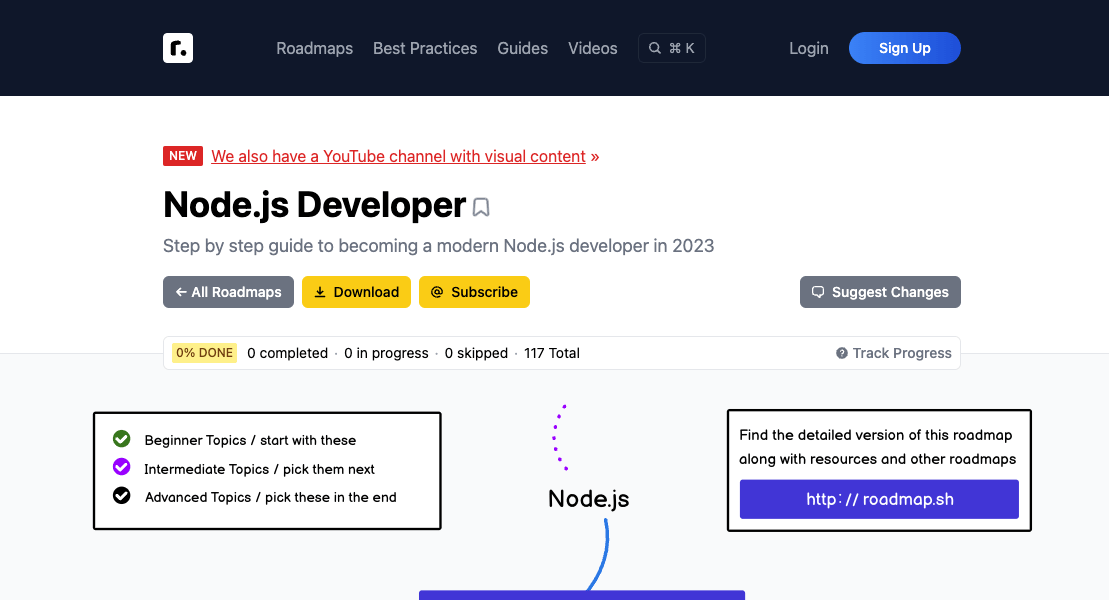 r.
Roadmaps Best Practices Guides Videos ⌘ K Login Sign Up
NEW We also have a YouTube channel with visual content »
Node.js Developer
Step by step guide to becoming a modern Node.js developer in 2023
← All Roadmaps Download @ Subscribe Suggest Changes
0% DONE 0 completed · 0 in progress · 0 skipped · 117 Total ? Track Progress
Beginner Topics / start with these
Intermediate Topics / pick them next
Advanced Topics / pick these in the end
Node.js
Find the detailed version of this roadmap
along with resources and other roadmaps
http://roadmap.sh